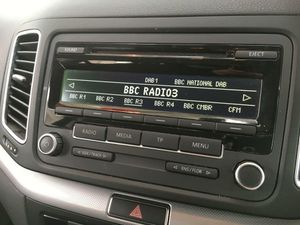 SOUND
EJECT
DAB1 BBC NATIONAL DAB
BBC RADIO3
BBC R1 BBC R2 BBC R3 BBC R4 BBC CMBR CFM
RADIO MEDIA TP MENU